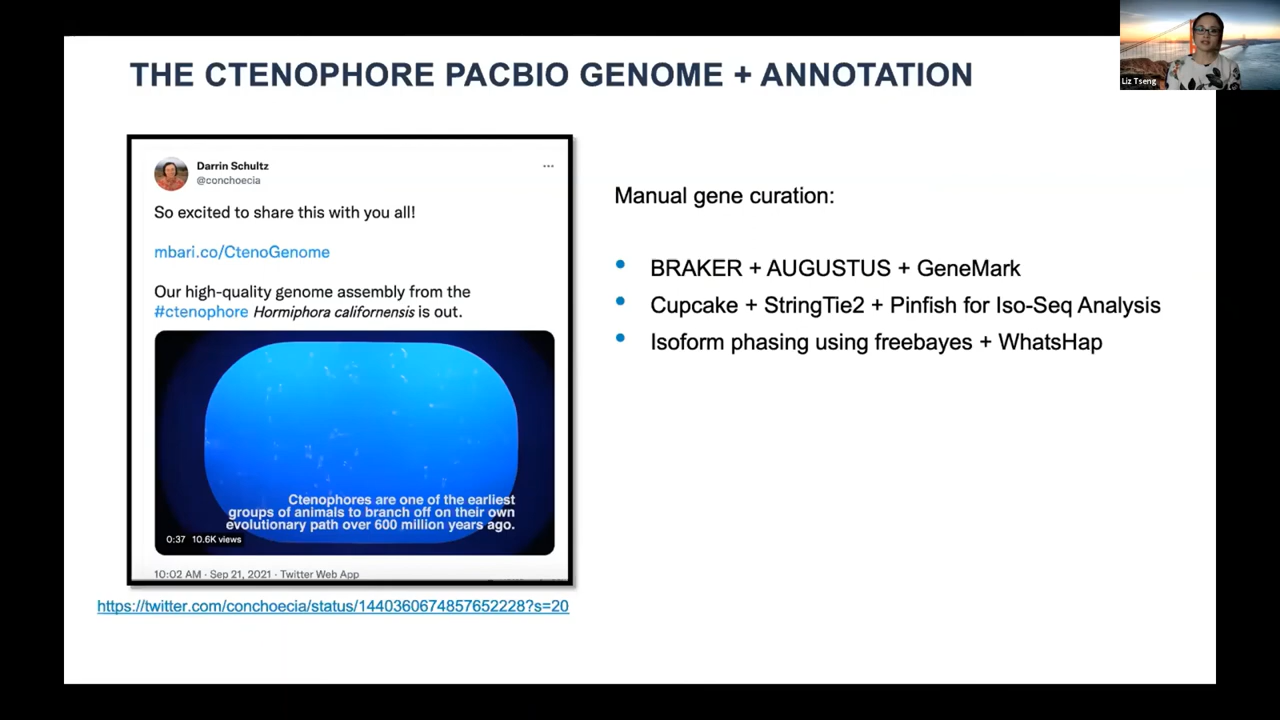 THE CTENOPHORE PACBIO GENOME + ANNOTATION
Liz Tseng
Darrin Schultz
@conchoecia
So excited to share this with you all!
mbari.co/CtenoGenome
Our high-quality genome assembly from the
#ctenophore Hormiphora californensis is out.
Ctenophores are one of the earliest
groups of animals to branch off on their own
evolutionary path over 600 million years ago.
0:37 10.6K views
10:02 AM · Sep 21, 2021 · Twitter Web App
https://twitter.com/conchoecia/status/1440360674857652228?s=20
Manual gene curation:
• BRAKER + AUGUSTUS + GeneMark
• Cupcake + StringTie2 + Pinfish for Iso-Seq Analysis
• Isoform phasing using freebayes + WhatsHap